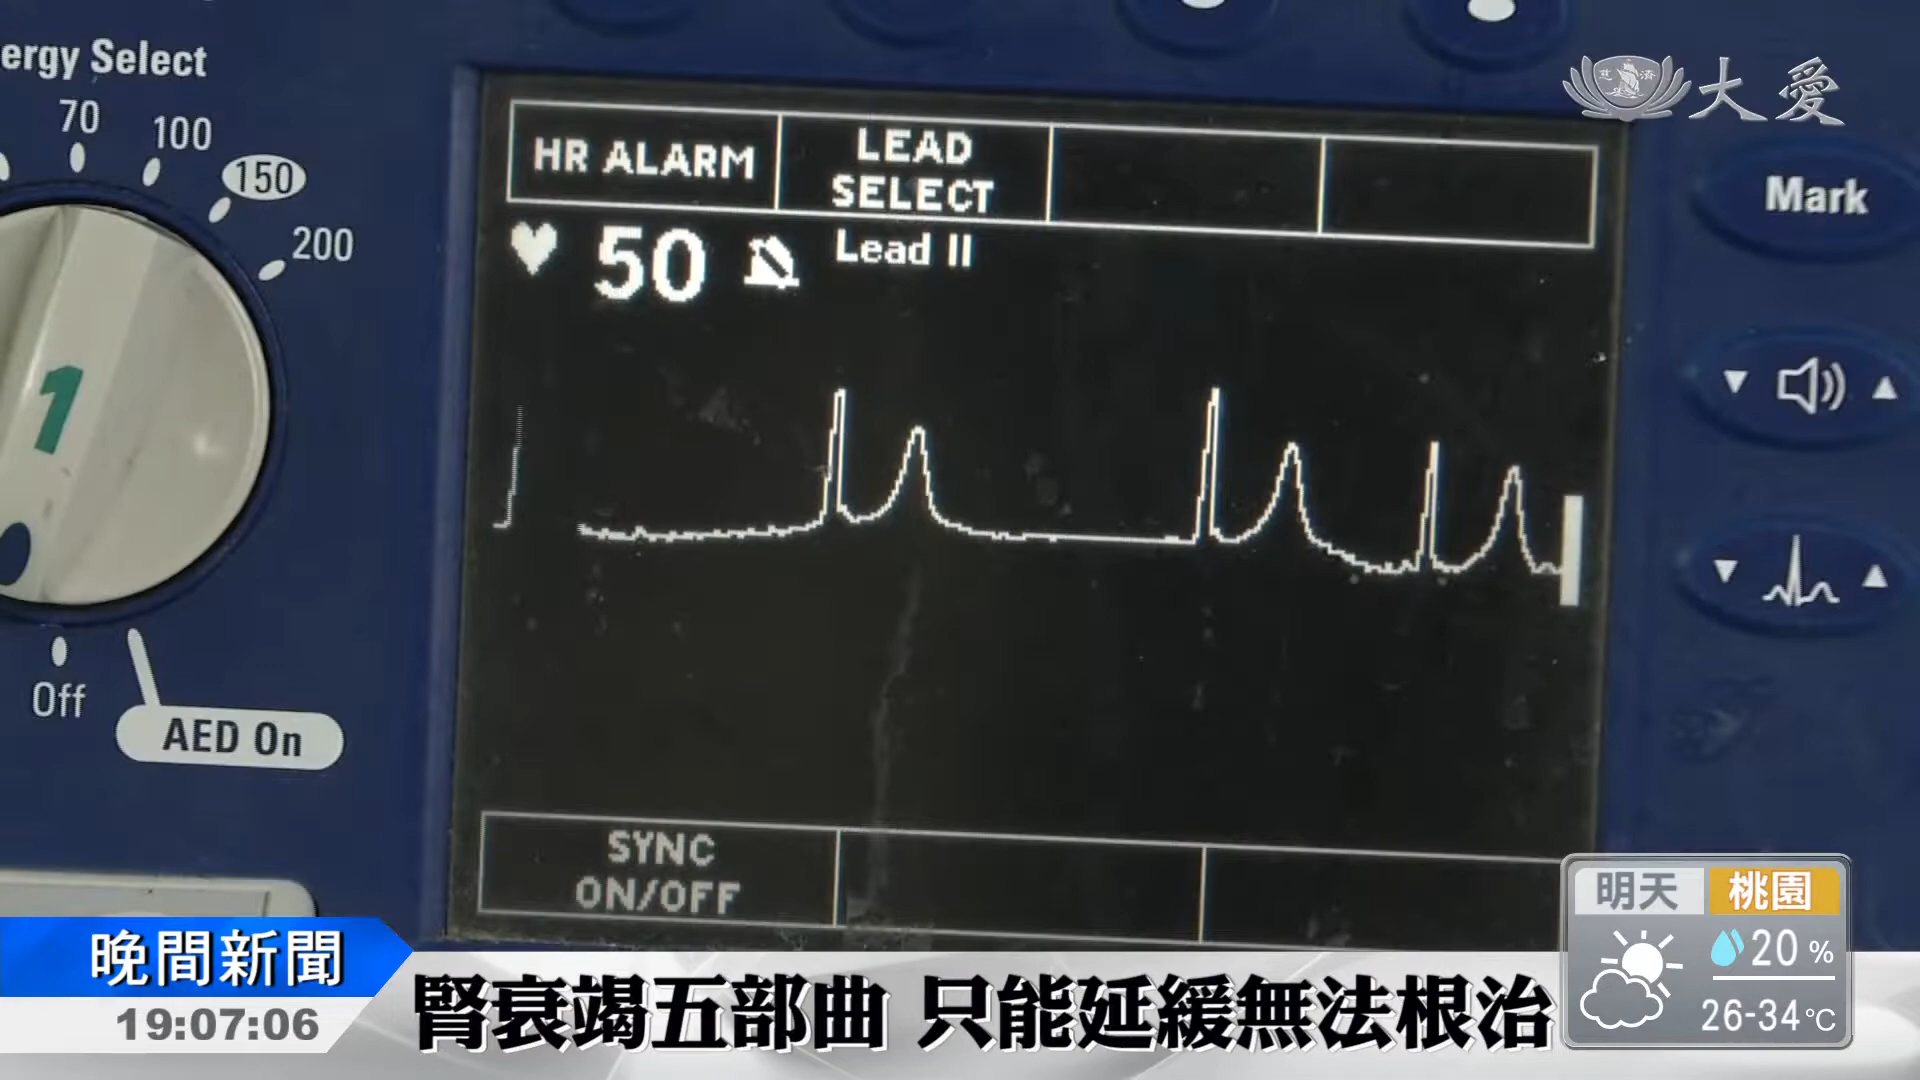 ergy Select
70
100
150
200
1
Off
AED On
HR ALARM
LEAD
SELECT
50
Lead II
SYNC
ON/OFF
Mark
慈濟
大愛
晚間新聞
19:07:06
腎衰竭五部曲 只能延緩無法根治
明天
桃園
20 %
26-34°C